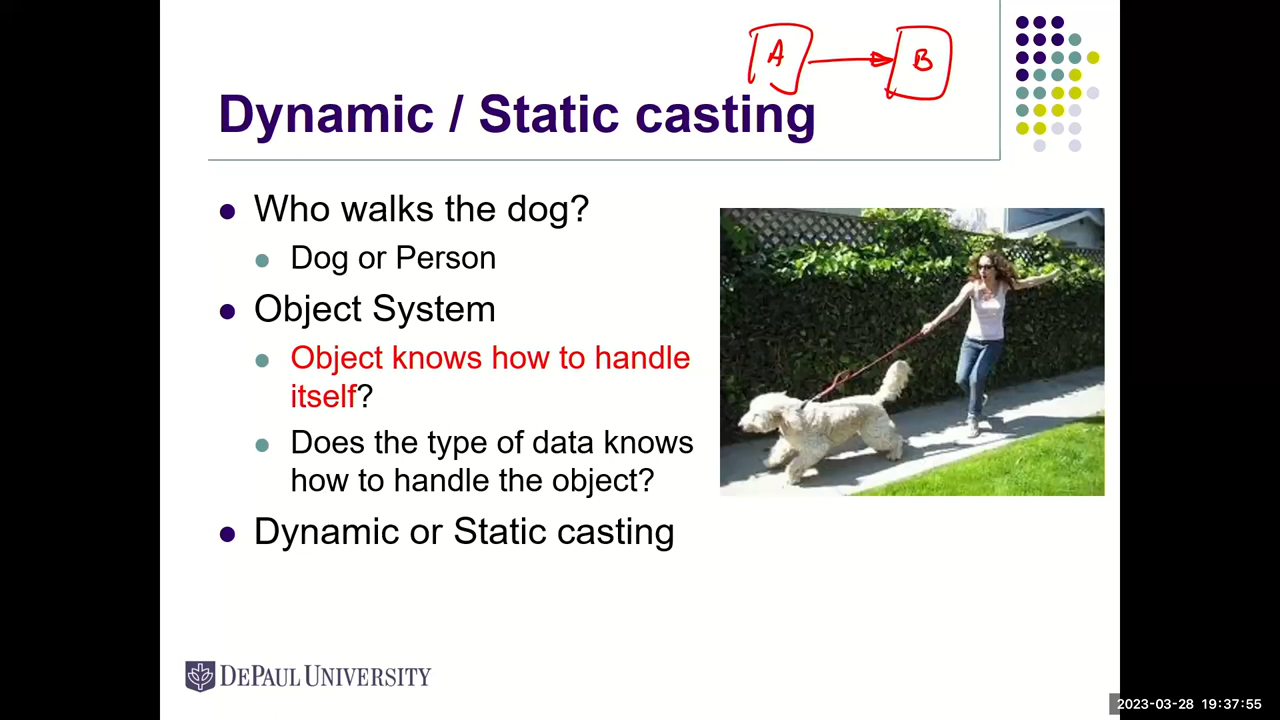 A B
Dynamic / Static casting
Who walks the dog?
Dog or Person
Object System
Object knows how to handle
itself?
Does the type of data knows
how to handle the object?
Dynamic or Static casting
DEPAUL UNIVERSITY
2023-03-28 19:37:55